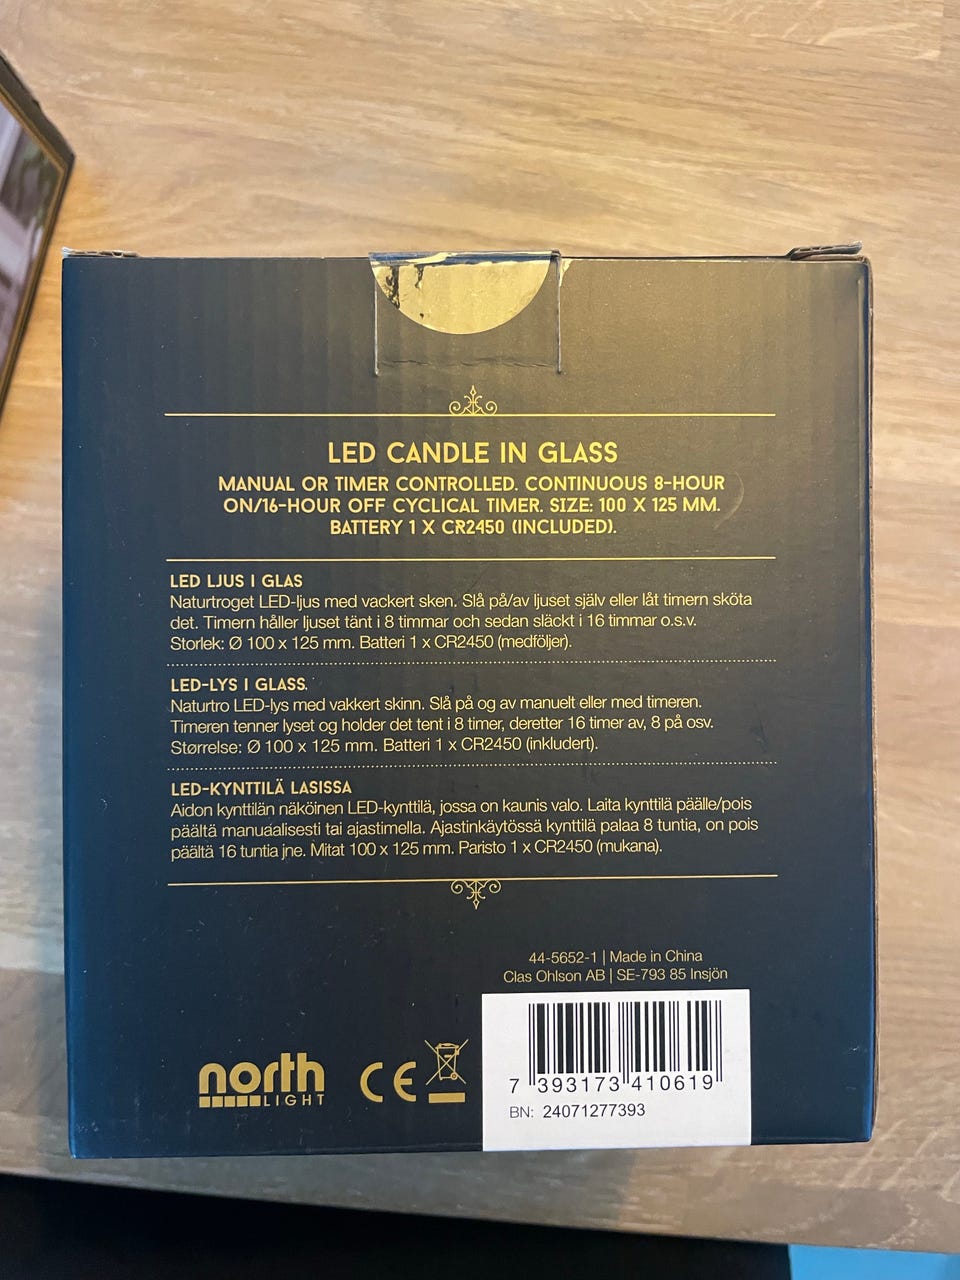 LED CANDLE IN GLASS
MANUAL OR TIMER CONTROLLED. CONTINUOUS 8-HOUR
ON/16-HOUR OFF CYCLICAL TIMER. SIZE: 100 X 125 MM.
BATTERY 1 X CR2450 (INCLUDED).
LED LJUS I GLAS
Naturtroget LED-ljus med vackert sken. Slå på/av ljuset själv eller låt timern sköta
det. Timern håller ljuset tänt i 8 timmar och sedan släckt i 16 timmar o.s.v.
Storlek: Ø 100 x 125 mm. Batteri 1 x CR2450 (medföljer).
LED-LYS I GLASS.
Naturtro LED-lys med vakkert skinn. Slå på og av manuelt eller med timeren.
Timeren tenner lyset og holder det tent i 8 timer, deretter 16 timer av, 8 på osv.
Størrelse: Ø 100 x 125 mm. Batteri 1 x CR2450 (inkludert).
LED-KYNTTILÄ LASISSA
Aidon kynttilän näköinen LED-kynttilä, jossa on kaunis valo. Laita kynttilä päälle/pois
päältä manuaalisesti tai ajastimella. Ajastinkäytössä kynttilä palaa 8 tuntia, on pois
päältä 16 tuntia jne. Mitat 100 x 125 mm. Paristo 1 x CR2450 (mukana).
44-5652-1 | Made in China
Clas Ohlson AB | SE-793 85 Insjön
north
LIGHT
CE
7 393173 410619
BN: 24071277393